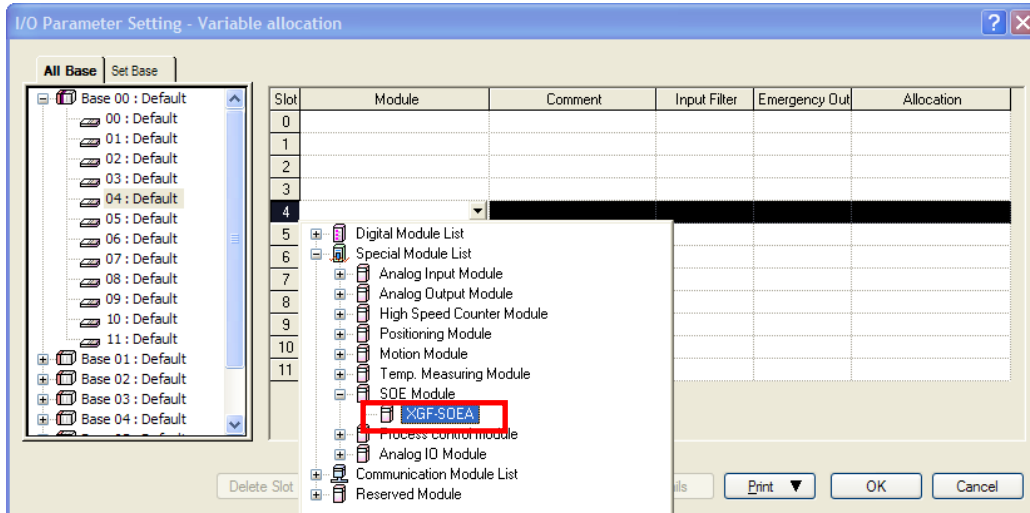 I/O Parameter Setting - Variable allocation
All Base Set Base
Base 00 : Default
00 : Default
01 : Default
02 : Default
03 : Default
04 : Default
05 : Default
06 : Default
07 : Default
08 : Default
09 : Default
10 : Default
11 : Default
Base 01 : Default
Base 02 : Default
Base 03 : Default
Base 04 : Default
Slot Module Comment Input Filter Emergency Out Allocation
0
1
2
3
4
5
6
7
8
9
10
11
Digital Module List
Special Module List
Analog Input Module
Analog Output Module
High Speed Counter Module
Positioning Module
Motion Module
Temp. Measuring Module
SOE Module
XGF-SOEA
Process Control Module
Analog IO Module
Communication Module List
Reserved Module
Delete Slot Print OK Cancel